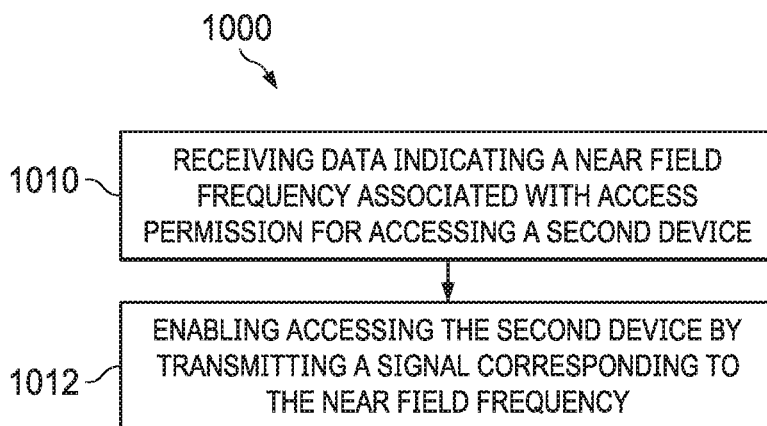 1000
1010
RECEIVING DATA INDICATING A NEAR FIELD
FREQUENCY ASSOCIATED WITH ACCESS
PERMISSION FOR ACCESSING A SECOND DEVICE
1012
ENABLING ACCESSING THE SECOND DEVICE BY
TRANSMITTING A SIGNAL CORRESPONDING TO
THE NEAR FIELD FREQUENCY